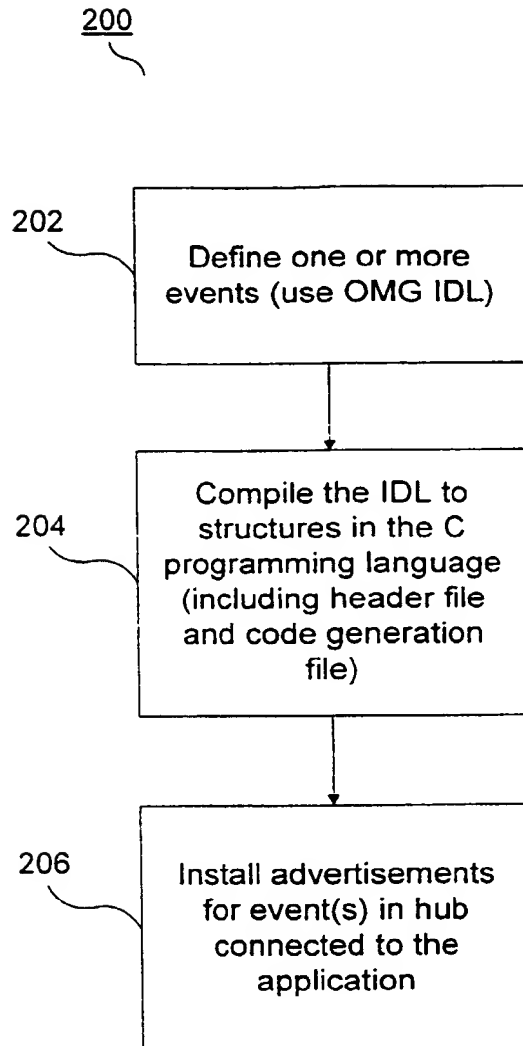 200
202
Define one or more
events (use OMG IDL)
204
Compile the IDL to
structures in the C
programming language
(including header file
and code generation
file)
206
Install advertisements
for event(s) in hub
connected to the
application